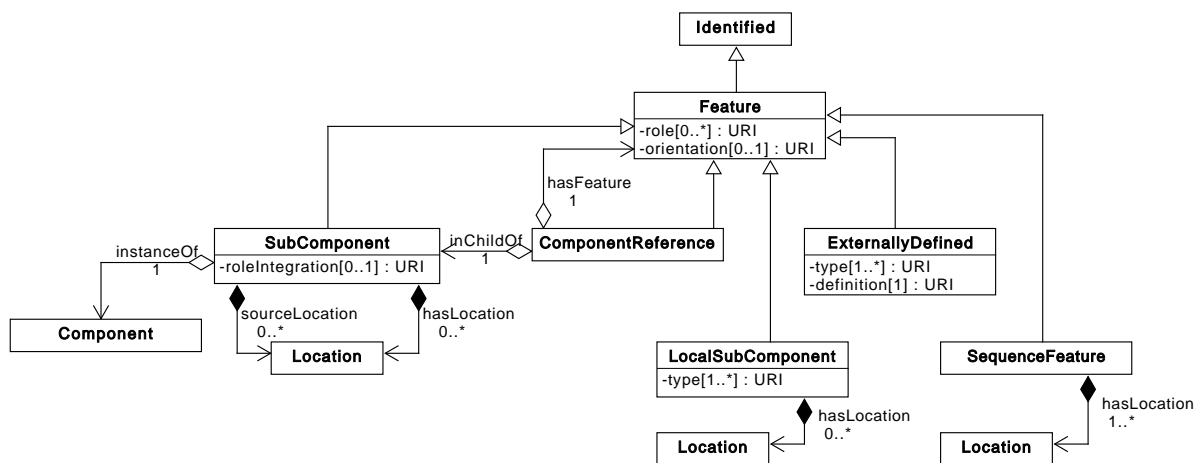 Identified
Feature
-role[0..*] : URI
-orientation[0..1] : URI
hasFeature
1
instanceOf
1
SubComponent
-roleIntegration[0..1] : URI
inChildOf
1
ComponentReference
ExternallyDefined
-type[1..*] : URI
-definition[1] : URI
Component
sourceLocation
0..*
hasLocation
0..*
Location
LocalSubComponent
-type[1..*] : URI
hasLocation
0..*
Location
SequenceFeature
hasLocation
1..*
Location